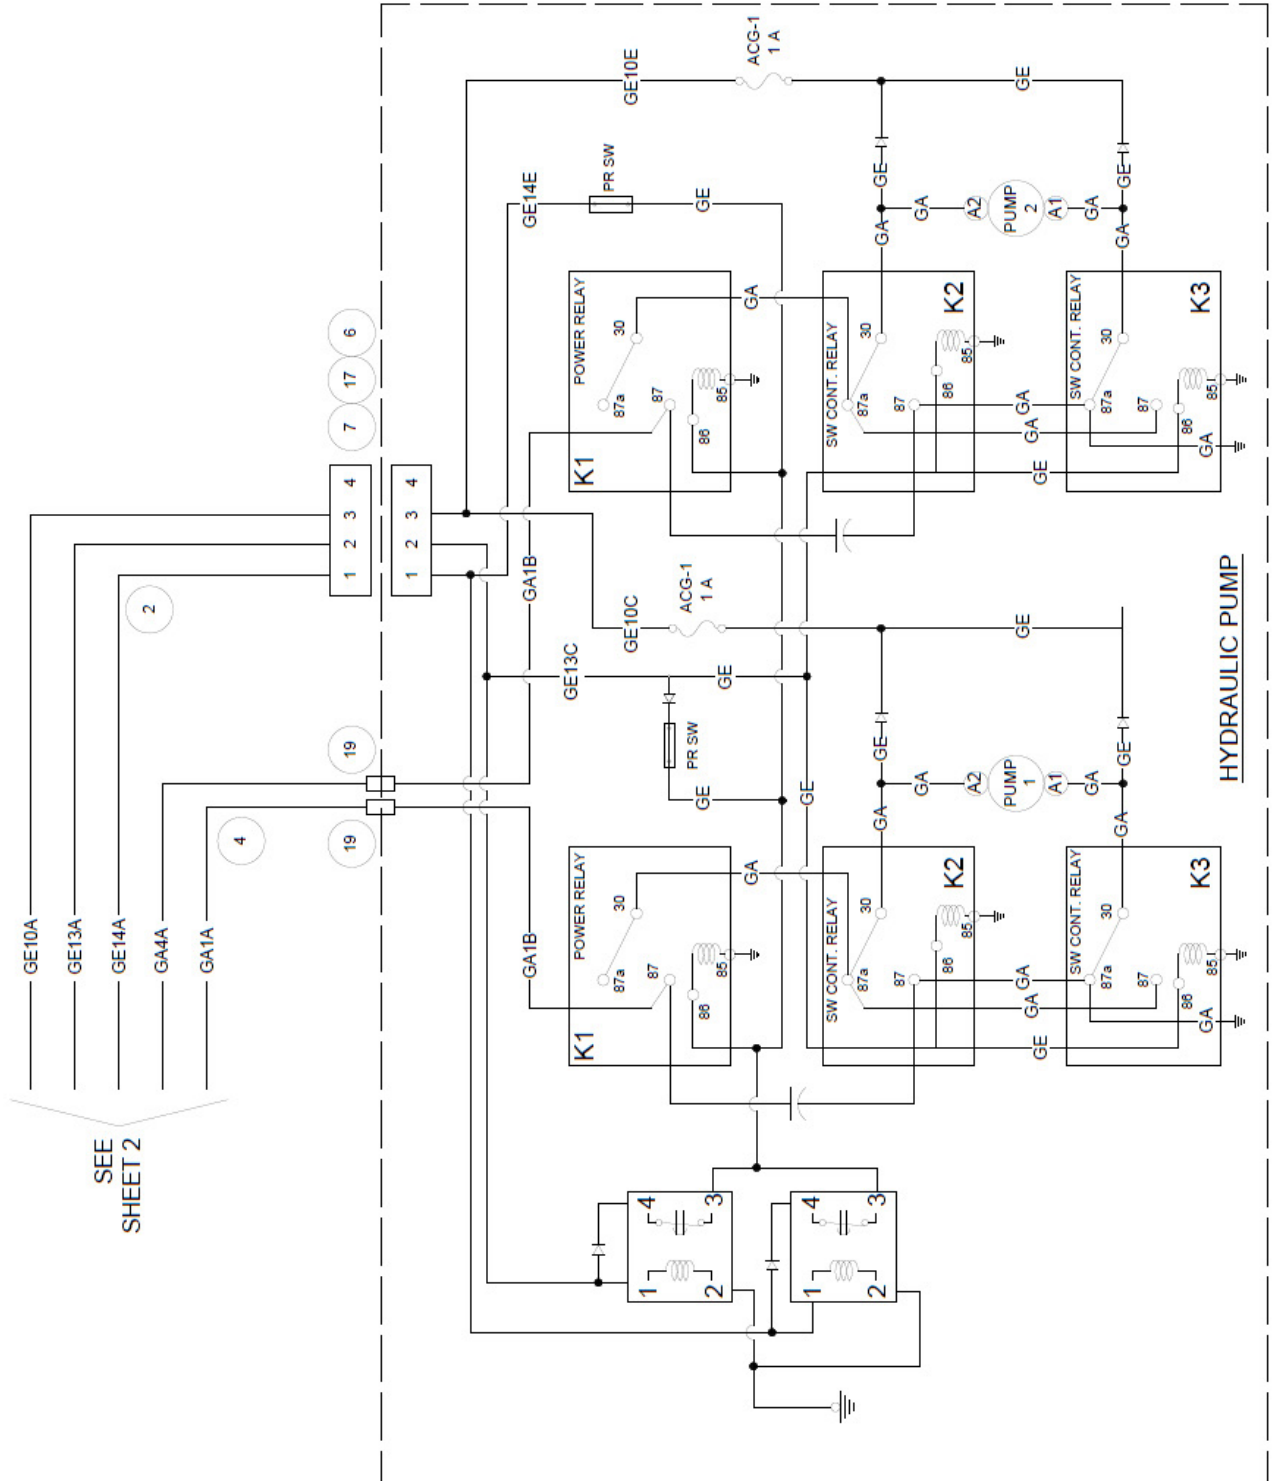 SEE
SHEET 2
GE10A
GE13A
GE14A
GA4A
GA1A
2
4
19
19
7
17
6
1 2 3 4
1 2 3 4
GE10E
ACG-1
1 A
GE
GE14E
PR SW
GE
GE
GE
GA
GA
A2
PUMP
2
A1
GA
GA
POWER RELAY
K1
30
87a
87
86
85
GA
SW CONT. RELAY
K2
30
87a
87
86
85
GA
GA
GE
SW CONT. RELAY
K3
30
87a
87
86
85
GA
GA1B
GE10C
ACG-1
1 A
GE
GE13C
GE
PR SW
GE
GE
GE
GE
GA
GA
A2
PUMP
1
A1
GA
GA
GA1B
POWER RELAY
K1
30
87a
87
86
85
GA
SW CONT. RELAY
K2
30
87a
87
86
85
GA
GA
GE
SW CONT. RELAY
K3
30
87a
87
86
85
GA
1
2
3
4
1
2
3
4
HYDRAULIC PUMP